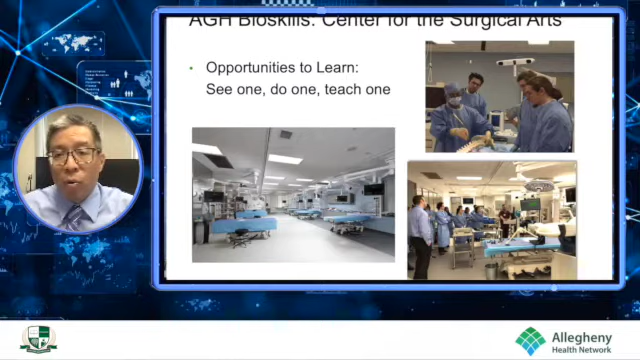 AGH Bioskills: Center for the Surgical Arts
• Opportunities to Learn:
See one, do one, teach one
Allegheny
Health Network